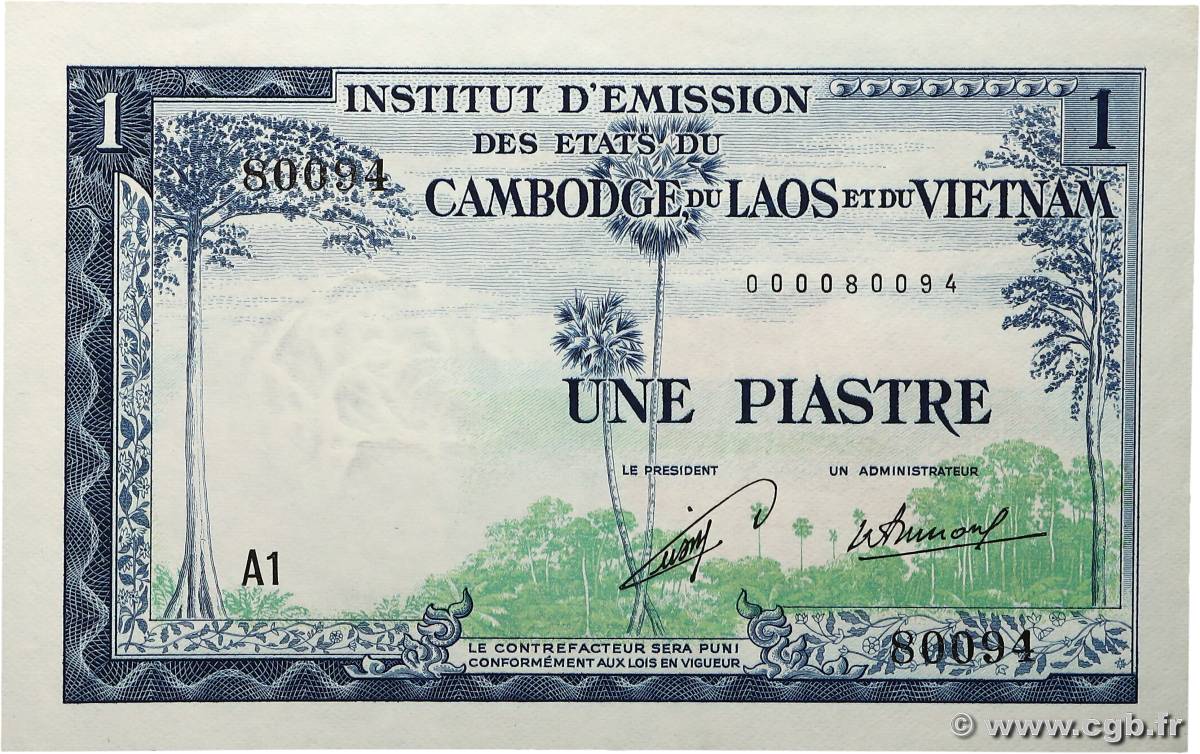 1
INSTITUT D'EMISSION
1
DES ETATS DU
80094
CAMBODGE, DU LAOS ET DU VIETNAM
000080094
UNE PIASTRE
LE PRESIDENT
UN ADMINISTRATEUR
A1
80094
LE CONTREFACTEUR SERA PUNI
CONFORMÉMENT AUX LOIS EN VIGUEUR
© www.cgb.fr